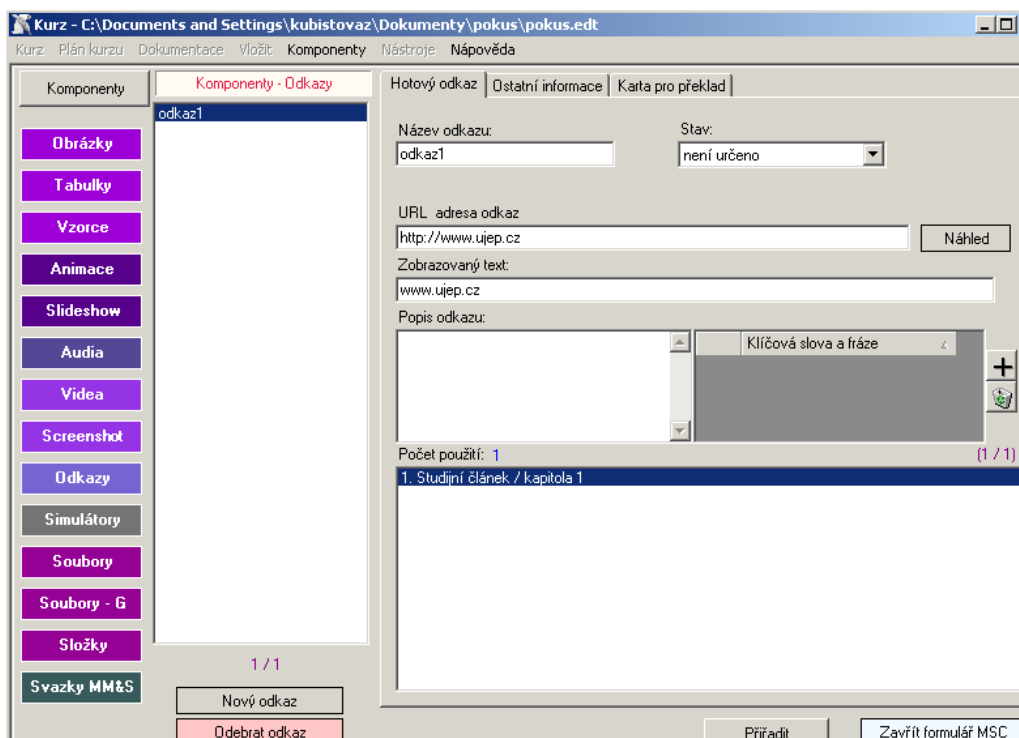 Kurz - C:\Documents and Settings\kubistovaz\Dokumenty\pokus\pokus.edt
Kurz Plán kurzu Dokumentace Vložit Komponenty Nástroje Nápověda
Komponenty
Obrázky
Tabulky
Vzorce
Animace
Slideshow
Audia
Videa
Screenshot
Odkazy
Simulátory
Soubory
Soubory - G
Složky
Svazky MM&S
Komponenty - Odkazy
odkaz1
1 / 1
Nový odkaz
Odebrat odkaz
Hotový odkaz Ostatní informace Karta pro překlad
Název odkazu: Stav:
odkaz1 není určeno
URL adresa odkaz
http://www.ujep.cz Náhled
Zobrazovaný text:
www.ujep.cz
Popis odkazu:
Klíčová slova a fráze
Počet použití: 1 (1 / 1)
1. Studijní článek / kapitola 1
Přiřadit Zavřít formulář MSC